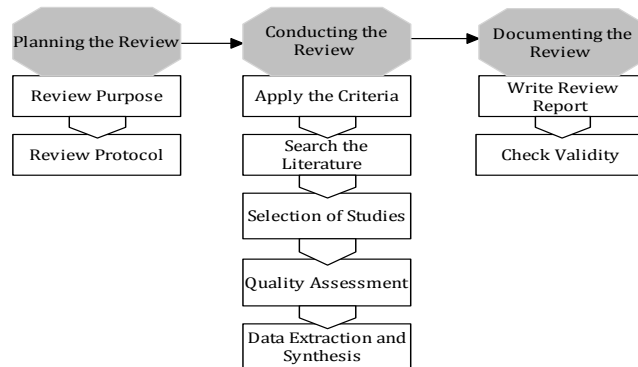 Planning the Review
Review Purpose
Review Protocol
Conducting the
Review
Apply the Criteria
Search the
Literature
Selection of Studies
Quality Assessment
Data Extraction and
Synthesis
Documenting the
Review
Write Review
Report
Check Validity